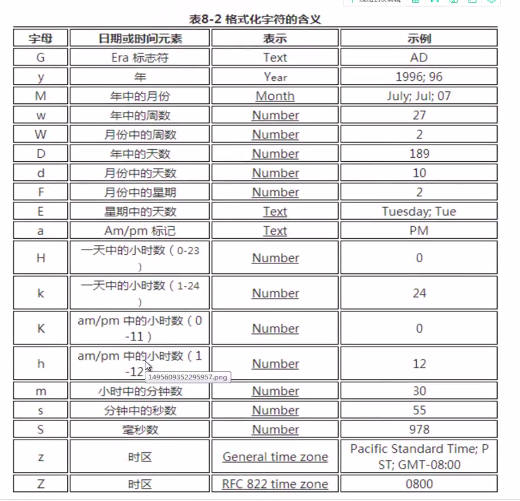 表8-2 格式化字符的含义
字母 日期或时间元素 表示 示例
G Era 标志符 Text AD
y 年 Year 1996; 96
M 年中的月份 Month July; Jul; 07
w 年中的周数 Number 27
W 月份中的周数 Number 2
D 年中的天数 Number 189
d 月份中的天数 Number 10
F 月份中的星期 Number 2
E 星期中的天数 Text Tuesday; Tue
a Am/pm 标记 Text PM
H 一天中的小时数（0-23 Number 0
）
k 一天中的小时数（1-24 Number 24
）
K am/pm 中的小时数（0 Number 0
-11）
h am/pm 中的小时数（1 Number 12
-12
1495609352295957.png
m 小时中的分钟数 Number 30
s 分钟中的秒数 Number 55
S 毫秒数 Number 978
z 时区 General time zone Pacific Standard Time; P
ST; GMT-08:00
Z 时区 RFC 822 time zone 0800